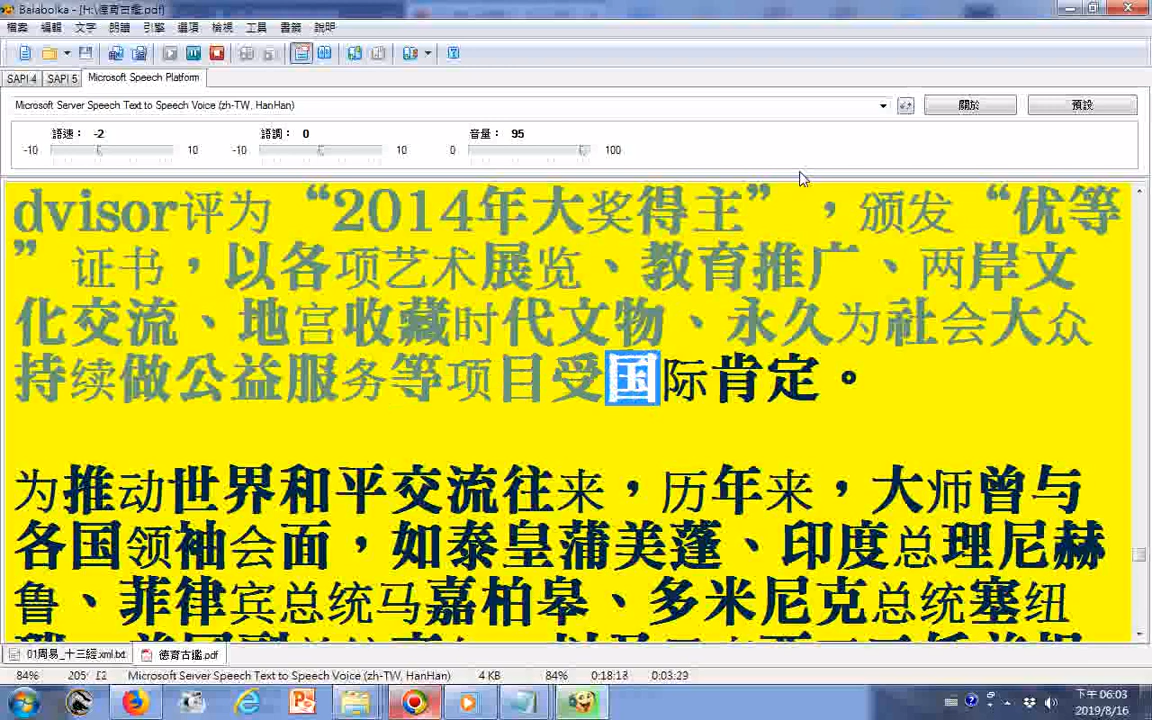 Balabolka - [H:\德育古鑑.pdf]
檔案 編輯 文字 朗讀 引擎 選項 檢視 工具 書籤 說明
SAPI 4 SAPI 5 Microsoft Speech Platform
Microsoft Server Speech Text to Speech Voice (zh-TW, HanHan) 關於 預設
語速： -2 語調： 0 音量： 95
-10 10 -10 10 0 100
dvisor评为“2014年大奖得主”，颁发“优等
”证书，以各项艺术展览、教育推广、两岸文
化交流、地宫收藏时代文物、永久为社会大众
持续做公益服务等项目受国际肯定。
为推动世界和平交流往来，历年来，大师曾与
各国领袖会面，如泰皇蒲美蓬、印度总理尼赫
鲁、菲律宾总统马嘉柏皋、多米尼克总统塞纽
01周易_十三經.xml.txt 德育古鑑.pdf
84% Microsoft Server Speech Text to Speech Voice (zh-TW, HanHan) 4 KB 84% 0:18:13 0:03:29
下午 06:03
2019/8/16